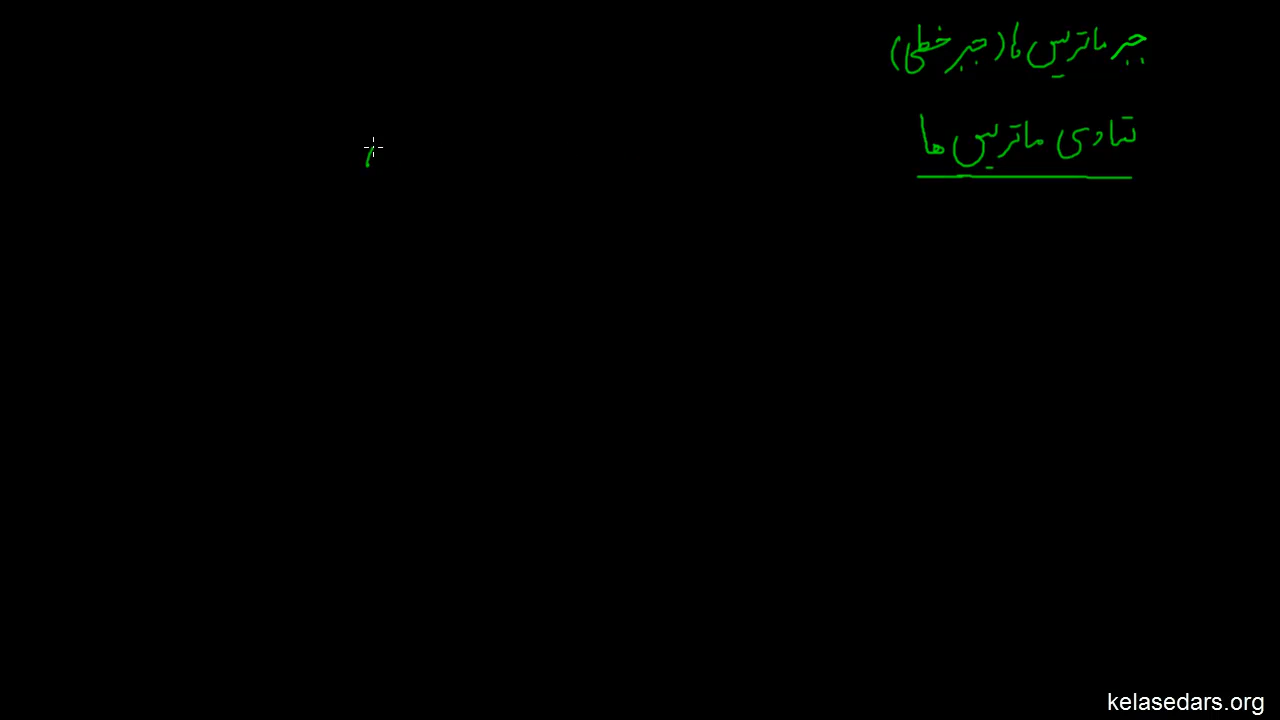 جبر ماتریس ها (جبر خطی)
تساوی ماتریس ها
kelasedars.org